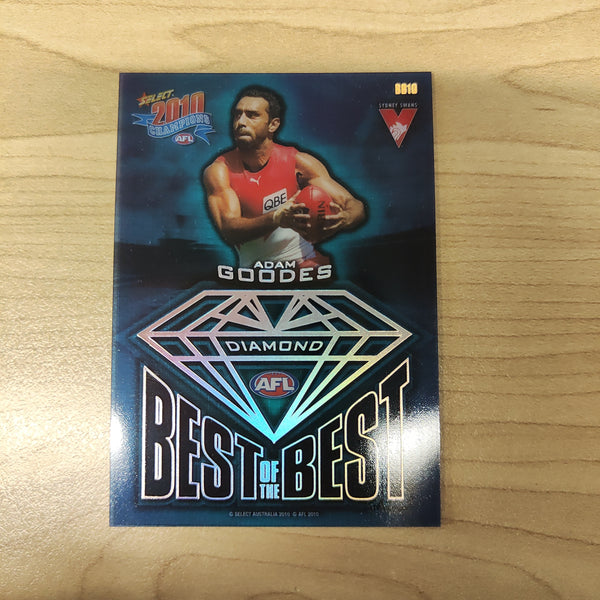 SELECT
2010
CHAMPIONS
AFL
BB10
SYDNEY SWANS
QBE
ADAM
GOODES
DIAMOND
AFL
BEST OF THE BEST
© SELECT AUSTRALIA 2010 © AFL 2010